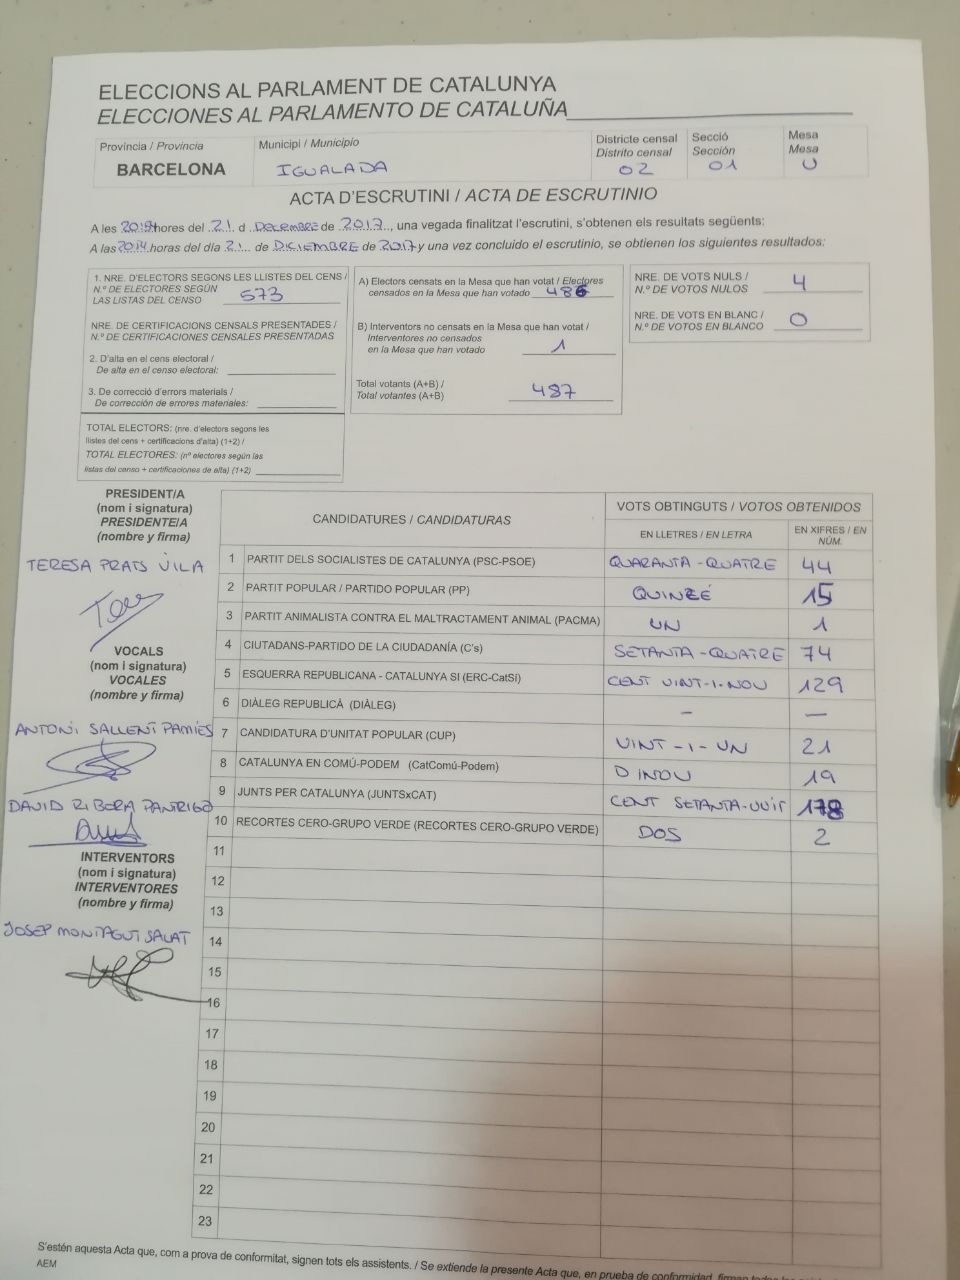 ELECCIONS AL PARLAMENT DE CATALUNYA
ELECCIONES AL PARLAMENTO DE CATALUÑA
Província / Provincia
BARCELONA
Municipi / Municipio
IGUALADA
Districte censal
Distrito censal
02
Secció
Sección
01
Mesa
Mesa
U
ACTA D'ESCRUTINI / ACTA DE ESCRUTINIO
A les hores del 21 d DECEMBRE de 2017, una vegada finalitzat l'escrutini, s'obtenen els resultats següents:
A las horas del día 21 de DICIEMBRE de 2017 y una vez concluido el escrutinio, se obtienen los siguientes resultados:
1. NRE. D'ELECTORS SEGONS LES LLISTES DEL CENS /
N.º DE ELECTORES SEGÚN
LAS LISTAS DEL CENSO 573
NRE. DE CERTIFICACIONS CENSALS PRESENTADES /
N.º DE CERTIFICACIONES CENSALES PRESENTADAS
2. D'alta en el cens electoral /
De alta en el censo electoral:
3. De correcció d'errors materials /
De corrección de errores materiales:
TOTAL ELECTORS: (nre. d'electors segons les
llistes del cens + certificacions d'alta) (1+2) /
TOTAL ELECTORES: (nº electores según las
listas del censo + certificaciones de alta) (1+2)
A) Electors censats en la Mesa que han votat / Electores
censados en la Mesa que han votado 486
B) Interventors no censats en la Mesa que han votat /
Interventores no censados
en la Mesa que han votado 1
Total votants (A+B) /
Total votantes (A+B) 487
NRE. DE VOTS NULS /
N.º DE VOTOS NULOS 4
NRE. DE VOTS EN BLANC /
N.º DE VOTOS EN BLANCO 0
PRESIDENT/A
(nom i signatura)
PRESIDENTE/A
(nombre y firma)
TERESA PRATS VILA
VOCALS
(nom i signatura)
VOCALES
(nombre y firma)
ANTONI SALLENT PAMIES
DAVID RIBERA PANTRIGO
INTERVENTORS
(nom i signatura)
INTERVENTORES
(nombre y firma)
JOSEP MONTAGUT SALAT
CANDIDATURES / CANDIDATURAS
VOTS OBTINGUTS / VOTOS OBTENIDOS
EN LLETRES / EN LETRA
EN XIFRES / EN
NÚM.
1 PARTIT DELS SOCIALISTES DE CATALUNYA (PSC-PSOE) QUARANTA-QUATRE 44
2 PARTIT POPULAR / PARTIDO POPULAR (PP) QUINZE 15
3 PARTIT ANIMALISTA CONTRA EL MALTRACTAMENT ANIMAL (PACMA) UN 1
4 CIUTADANS-PARTIDO DE LA CIUDADANÍA (C's) SETANTA-QUATRE 74
5 ESQUERRA REPUBLICANA - CATALUNYA SI (ERC-CatSí) CENT VINT-I-NOU 129
6 DIÀLEG REPUBLICÀ (DIÀLEG) - —
7 CANDIDATURA D'UNITAT POPULAR (CUP) VINT-I-UN 21
8 CATALUNYA EN COMÚ-PODEM (CatComú-Podem) DINOU 19
9 JUNTS PER CATALUNYA (JUNTSxCAT) CENT SETANTA-VUIT 178
10 RECORTES CERO-GRUPO VERDE (RECORTES CERO-GRUPO VERDE) DOS 2
11
12
13
14
15
16
17
18
19
20
21
22
23
S'estén aquesta Acta que, com a prova de conformitat, signen tots els assistents. / Se extiende la presente Acta que, en prueba de conformidad, firman
AEM